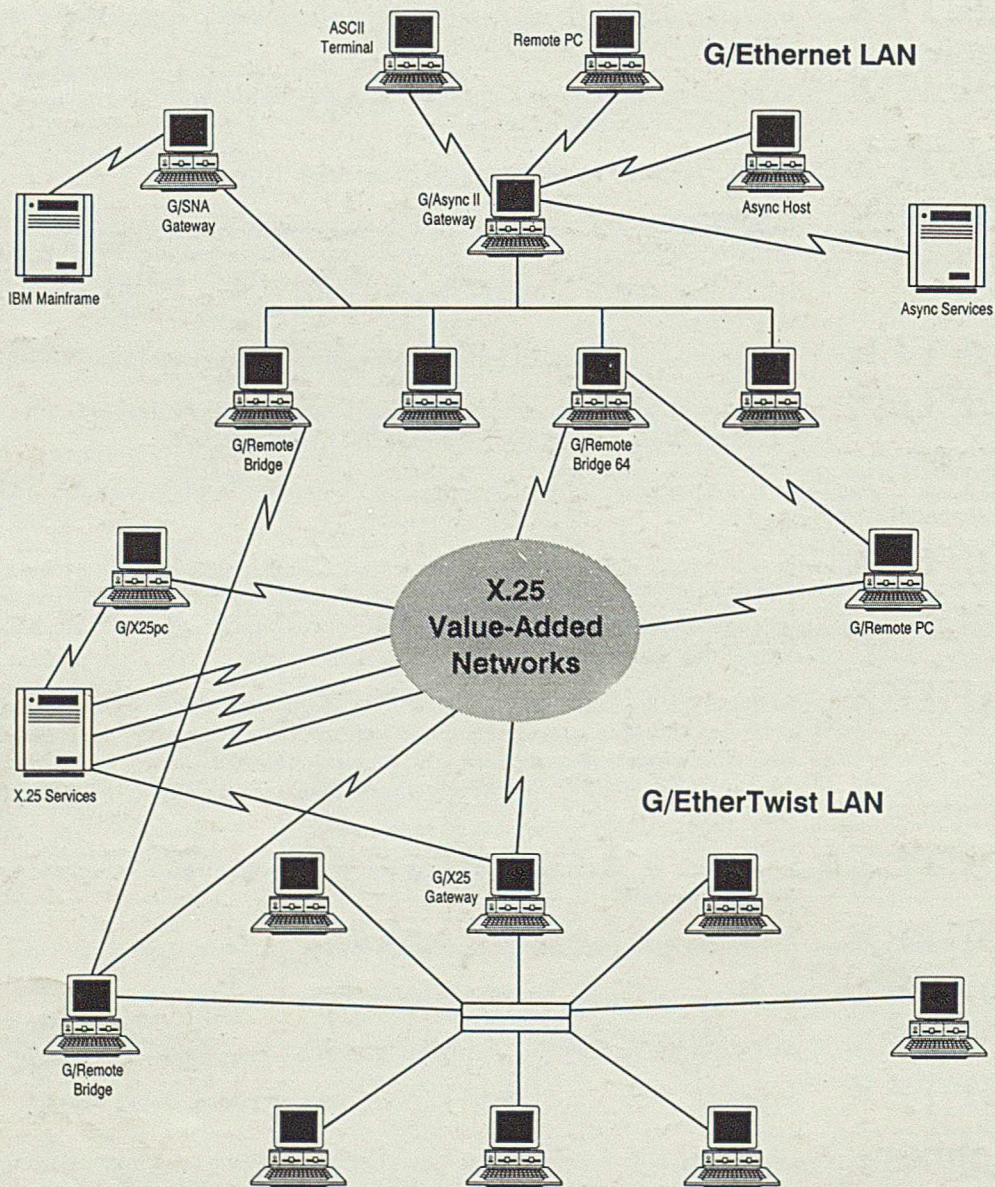 ASCII
Terminal
Remote PC
G/Ethernet LAN
G/SNA
Gateway
G/Async II
Gateway
Async Host
IBM Mainframe
Async Services
G/Remote
Bridge
G/Remote
Bridge 64
X.25
Value-Added
Networks
G/X25pc
G/Remote PC
X.25 Services
G/EtherTwist LAN
G/X25
Gateway
G/Remote
Bridge